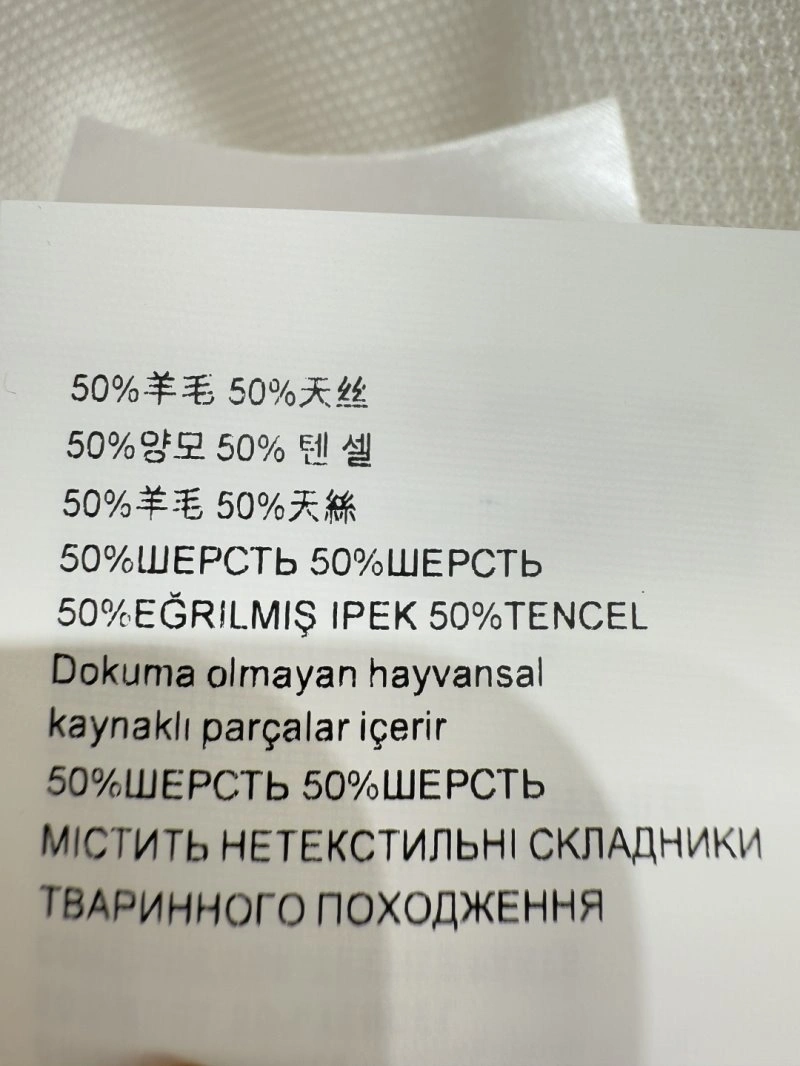 50%羊毛 50%天丝
50%양모 50% 텐 셀
50%羊毛 50%天絲
50%ШЕРСТЬ 50%ШЕРСТЬ
50%EĞRILMIŞ IPEK 50%TENCEL
Dokuma olmayan hayvansal
kaynaklı parçalar içerir
50%ШЕРСТЬ 50%ШЕРСТЬ
МІСТИТЬ НЕТЕКСТИЛЬНІ СКЛАДНИКИ
ТВАРИННОГО ПОХОДЖЕННЯ